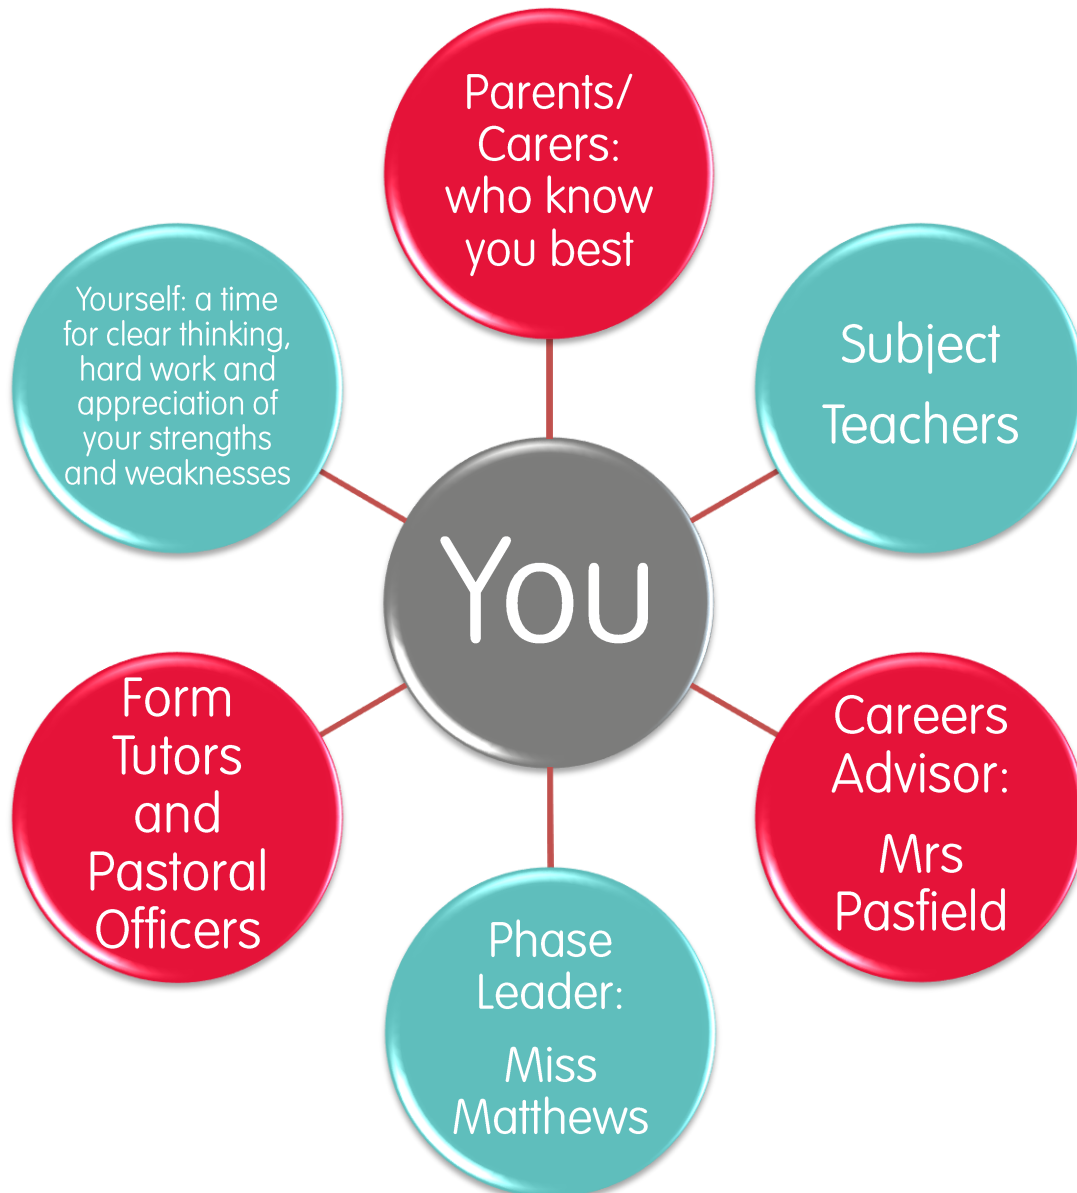 Parents/
Carers:
who know
you best
Subject
Teachers
Careers
Advisor:
Mrs
Pasfield
Phase
Leader:
Miss
Matthews
Form
Tutors
and
Pastoral
Officers
Yourself: a time
for clear thinking,
hard work and
appreciation of
your strengths
and weaknesses
You